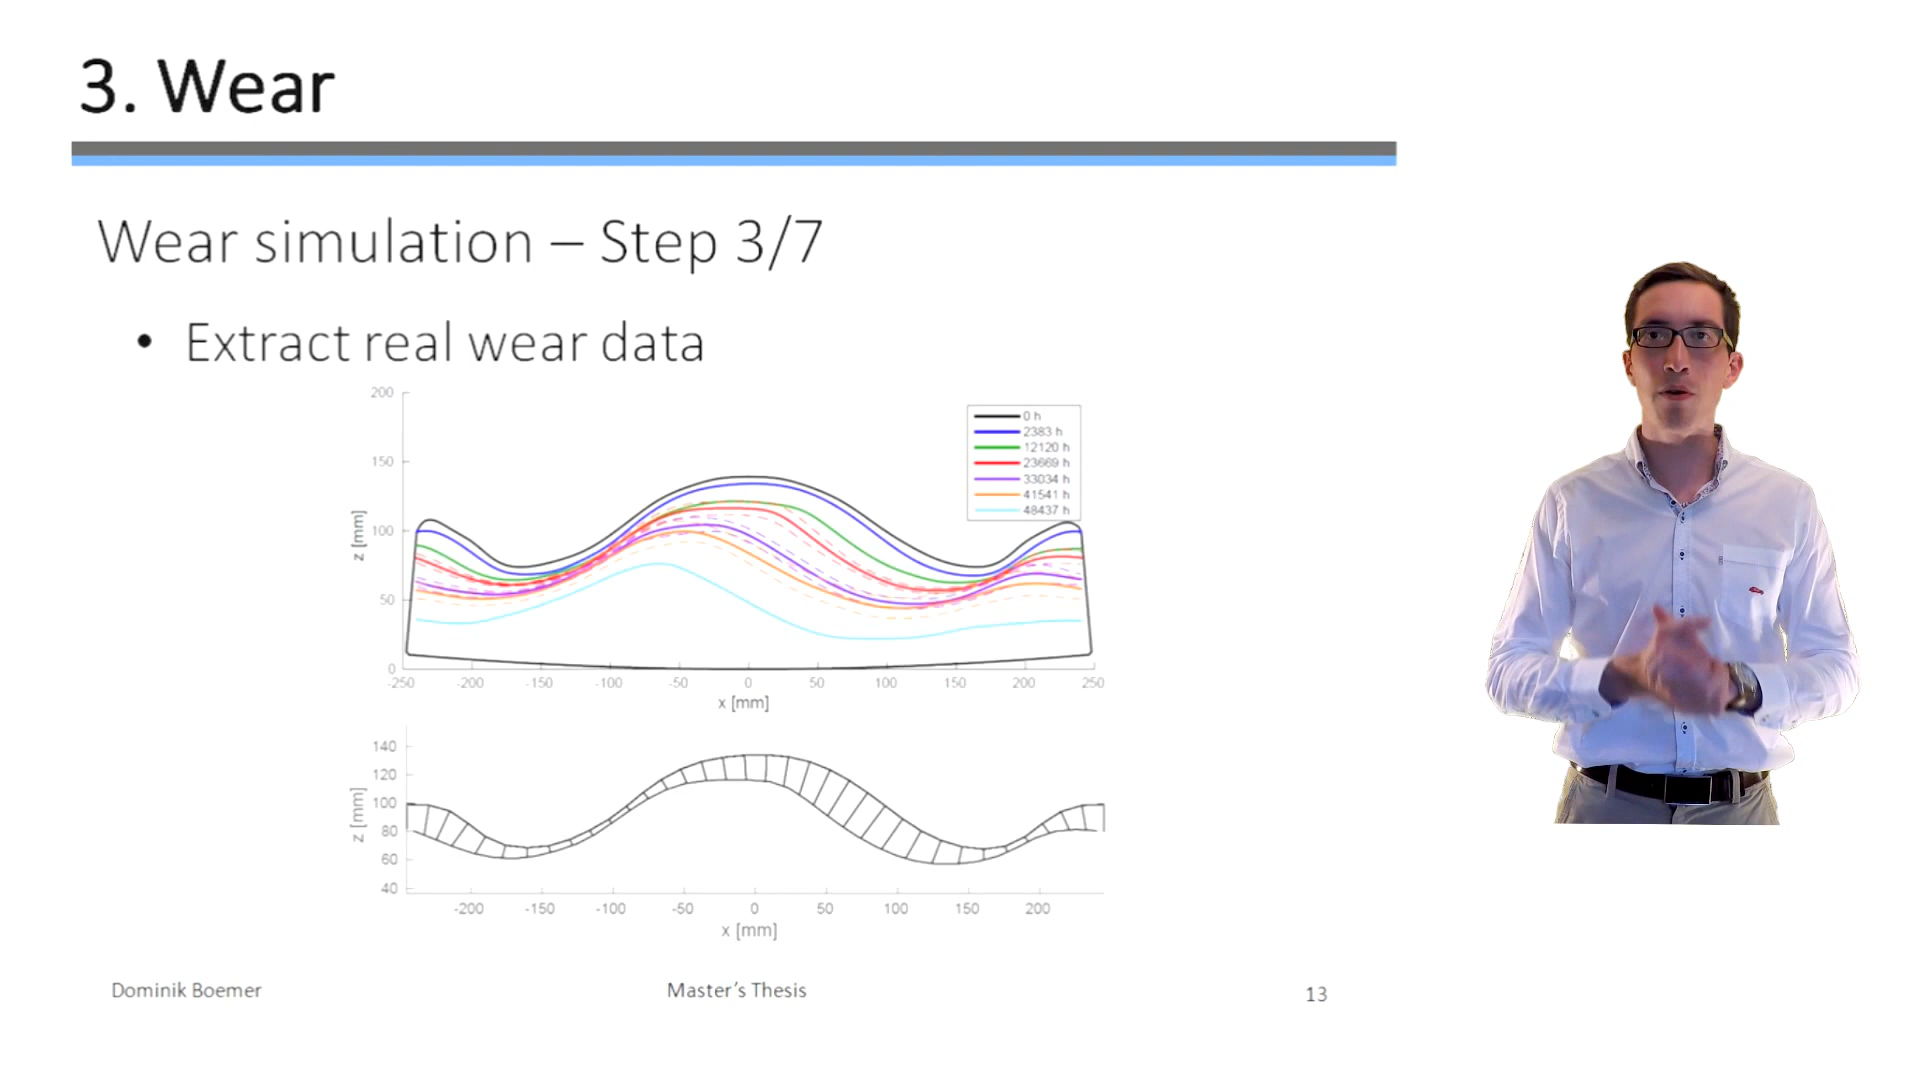 3. Wear
Wear simulation – Step 3/7
• Extract real wear data
200
150
100
50
0
z [mm]
0 h
2383 h
12120 h
23669 h
33034 h
41541 h
48437 h
-250 -200 -150 -100 -50 0 50 100 150 200 250
x [mm]
140
120
100
80
60
40
z [mm]
-200 -150 -100 -50 0 50 100 150 200
x [mm]
Dominik Boemer Master's Thesis 13